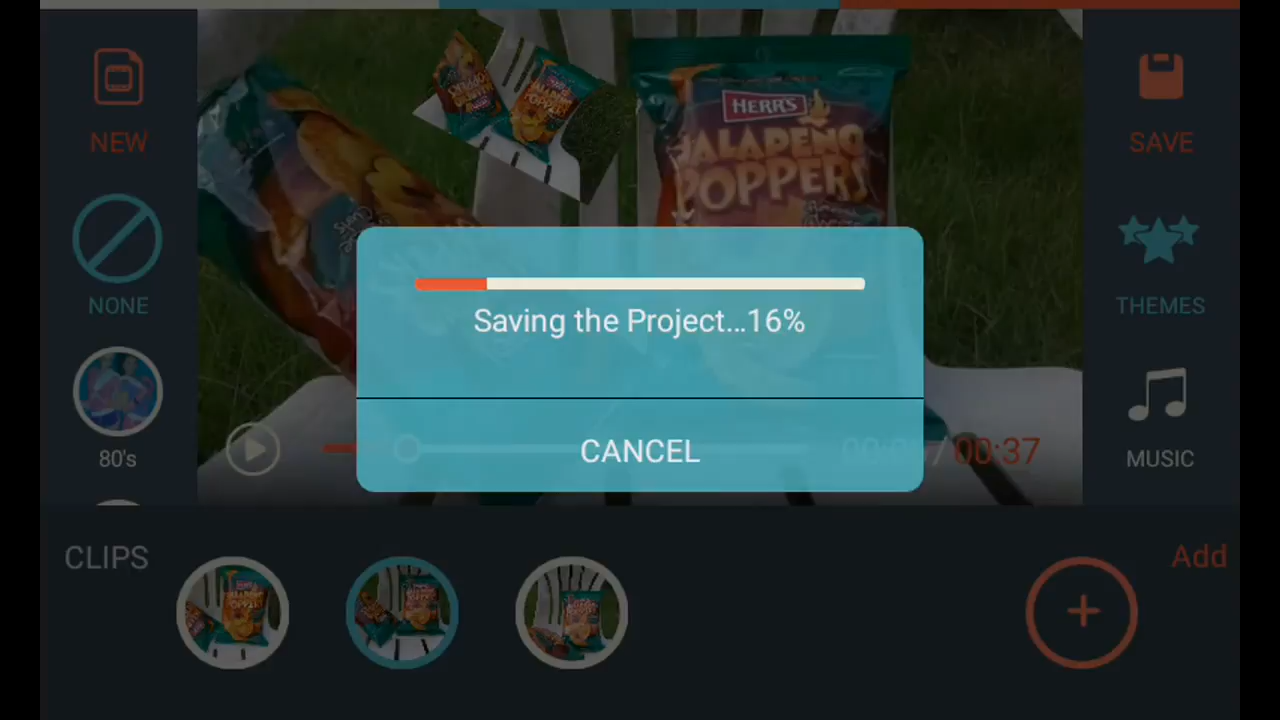 NEW
NONE
80's
HERR'S
JALAPEÑO
POPPERS
SAVE
THEMES
MUSIC
Saving the Project...16%
CANCEL
/ 00:37
CLIPS
Add